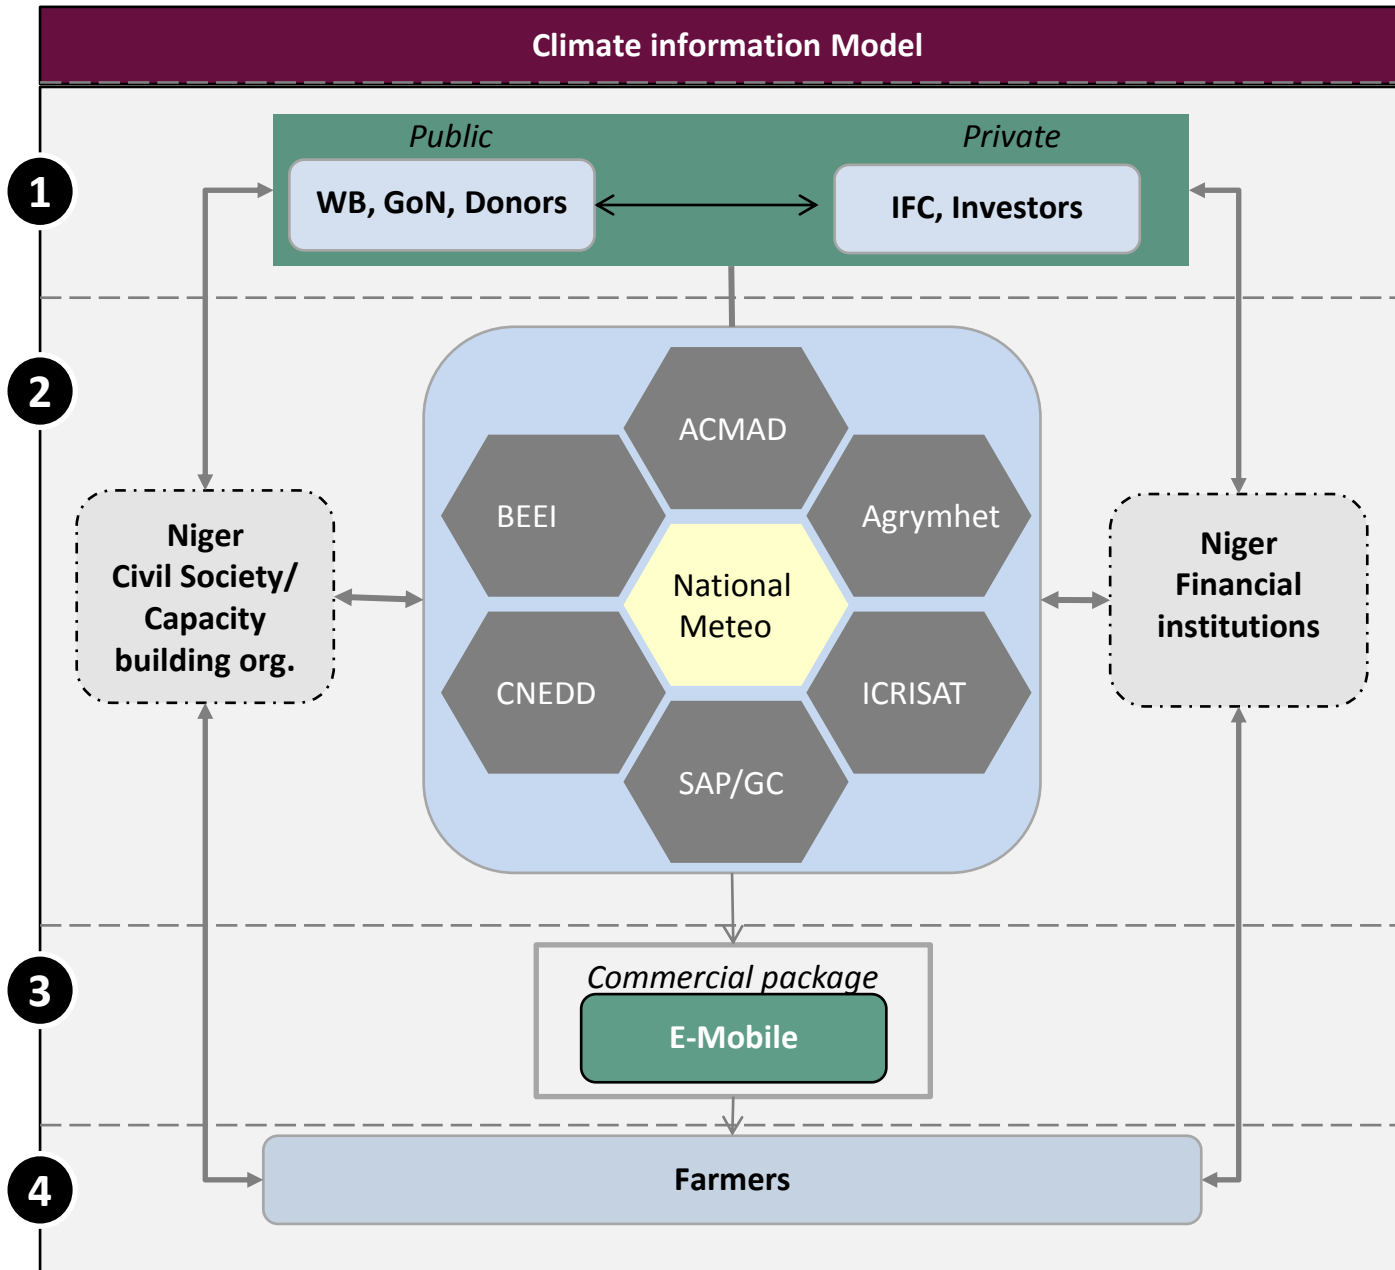 Climate information Model
1
Public
Private
WB, GoN, Donors
IFC, Investors
2
ACMAD
BEEI
Agrymhet
National
Meteo
CNEDD
ICRISAT
SAP/GC
Niger
Civil Society/
Capacity
building org.
Niger
Financial
institutions
3
Commercial package
E-Mobile
4
Farmers